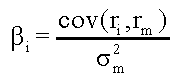 β_i = cov(r_i, r_m) / σ_m^2